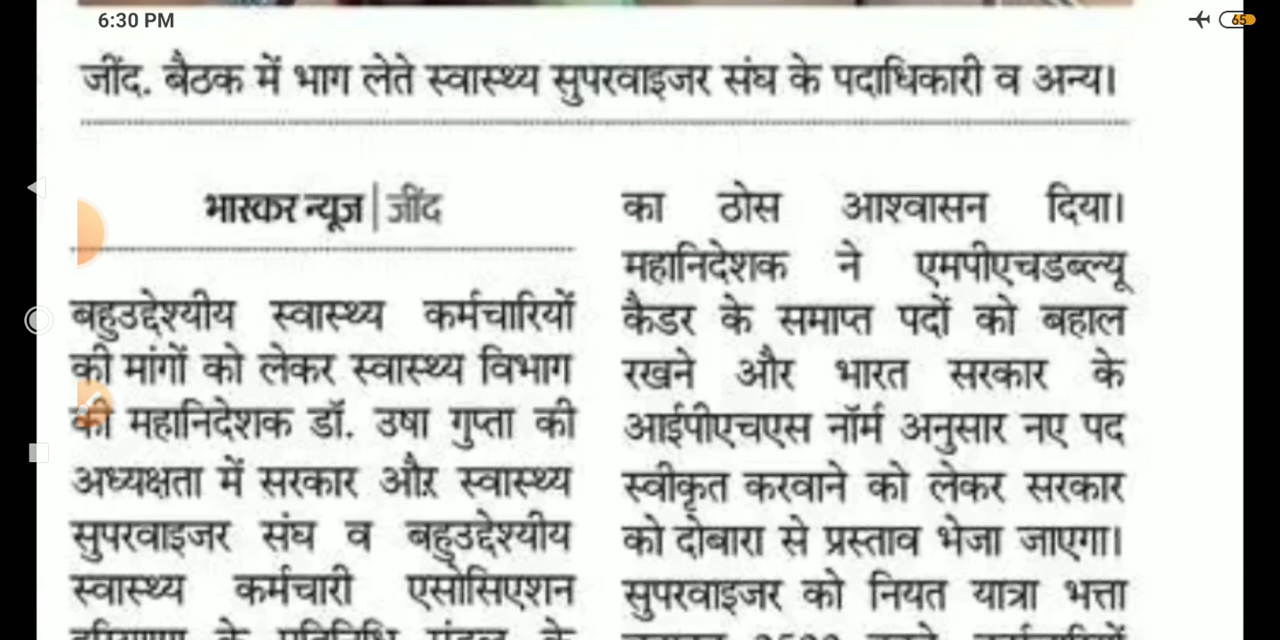 6:30 PM
65
जींद. बैठक में भाग लेते स्वास्थ्य सुपरवाइजर संघ के पदाधिकारी व अन्य।
भास्कर न्यूज | जींद
बहुउद्देश्यीय स्वास्थ्य कर्मचारियों
की मांगों को लेकर स्वास्थ्य विभाग
की महानिदेशक डॉ. उषा गुप्ता की
अध्यक्षता में सरकार और स्वास्थ्य
सुपरवाइजर संघ व बहुउद्देश्यीय
स्वास्थ्य कर्मचारी एसोसिएशन
का ठोस आश्वासन दिया।
महानिदेशक ने एमपीएचडब्ल्यू
कैडर के समाप्त पदों को बहाल
रखने और भारत सरकार के
आईपीएचएस नॉर्म अनुसार नए पद
स्वीकृत करवाने को लेकर सरकार
को दोबारा से प्रस्ताव भेजा जाएगा।
सुपरवाइजर को नियत यात्रा भत्ता